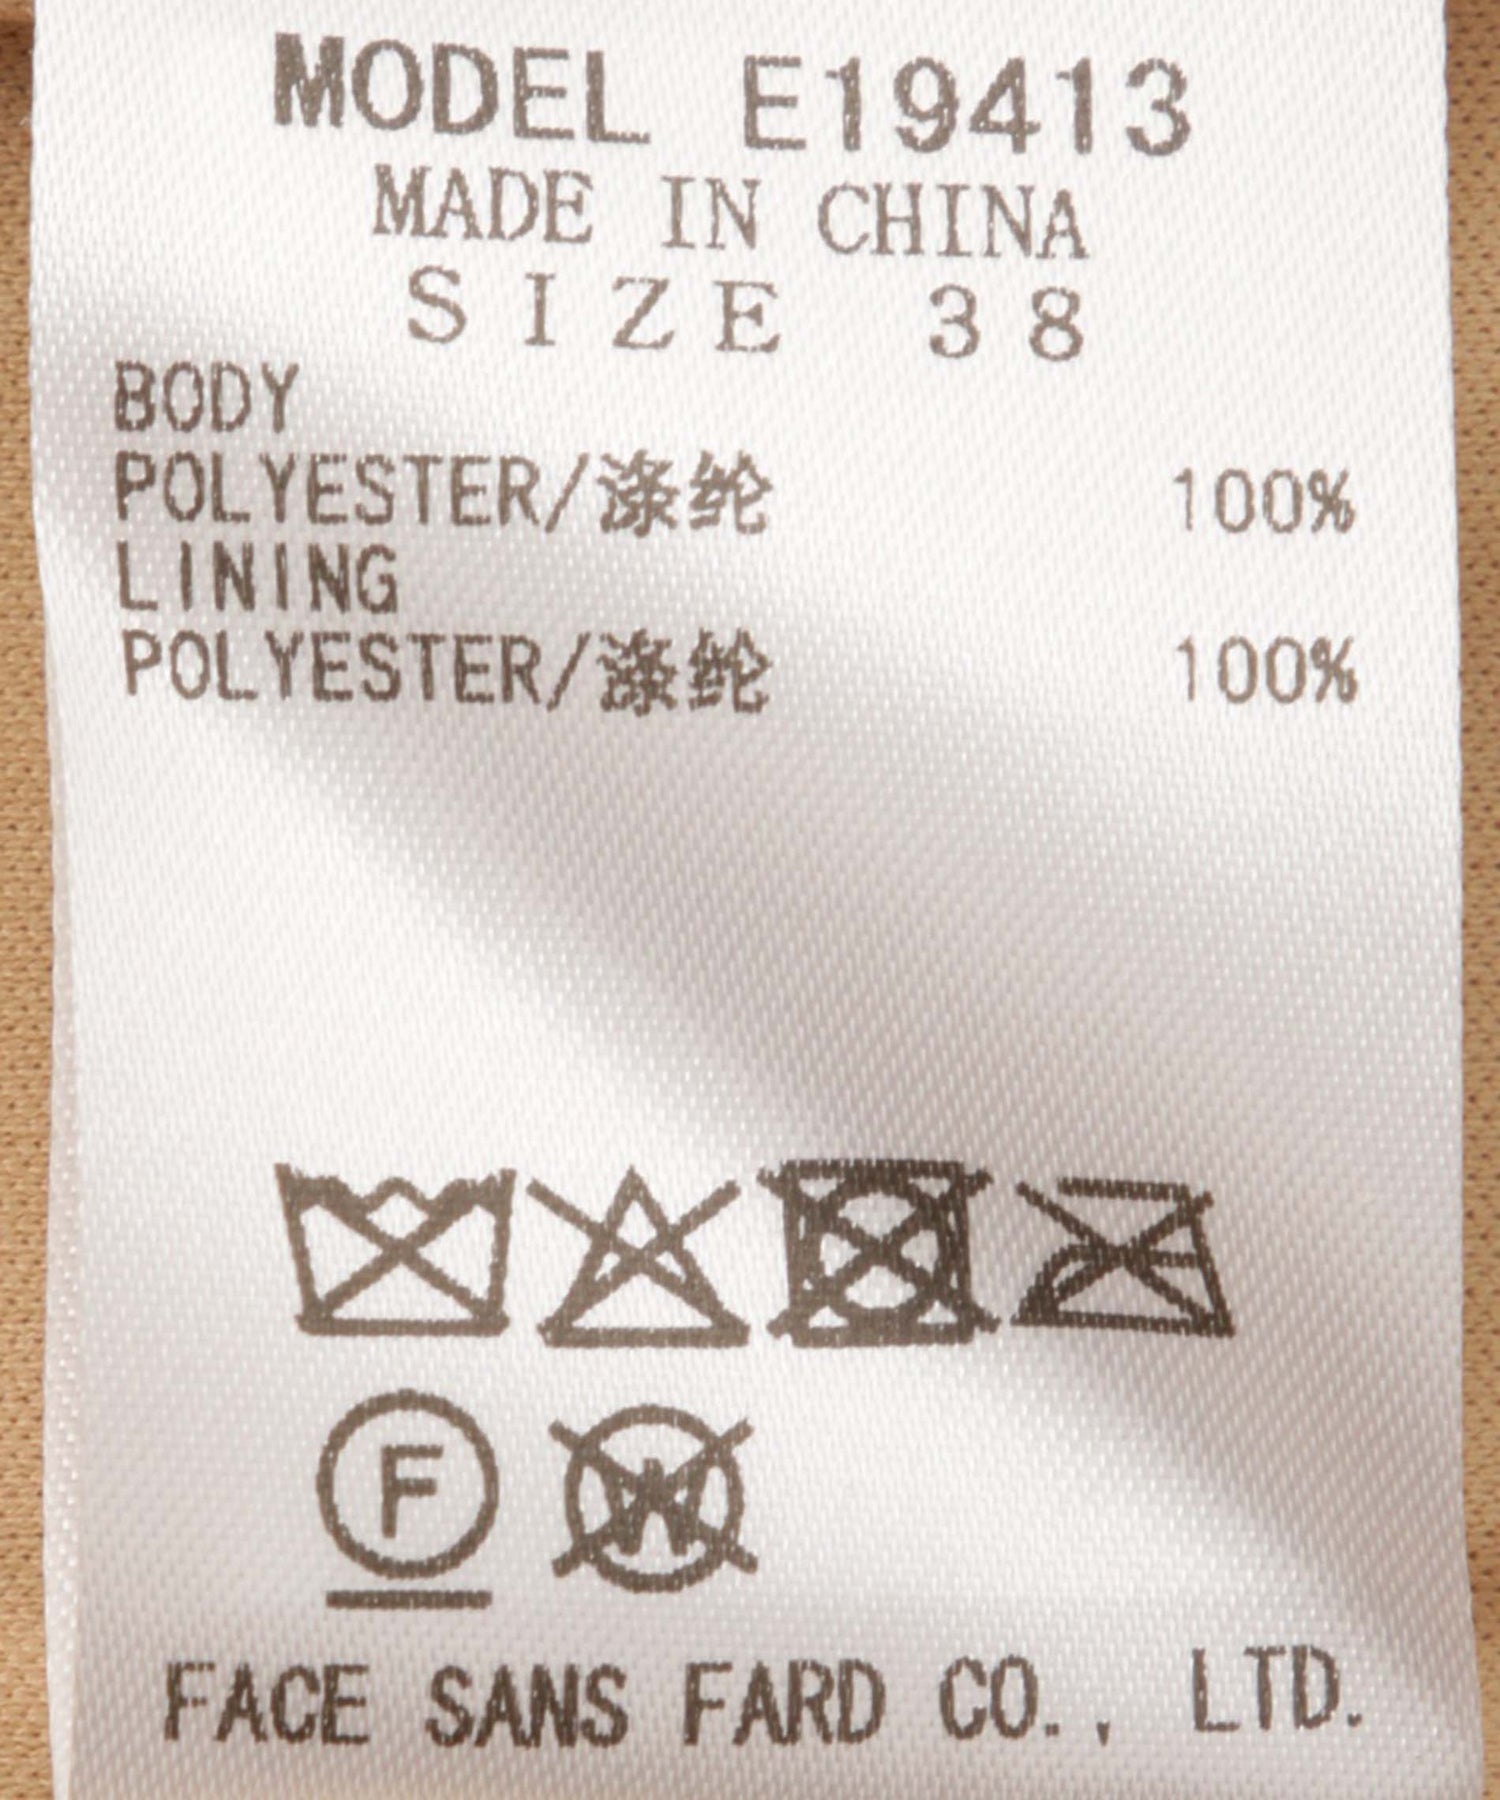 MODEL E19413
MADE IN CHINA
SIZE 38
BODY
POLYESTER/涤纶 100%
LINING
POLYESTER/涤纶 100%
F
W
FACE SANS FARD CO., LTD.